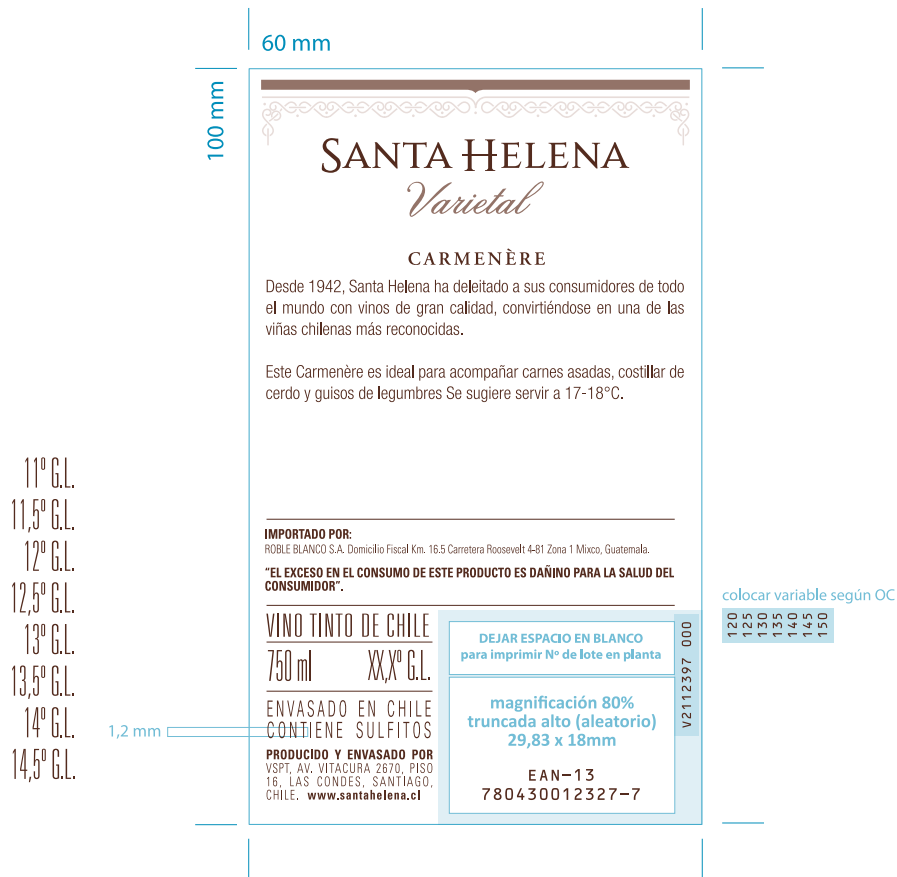 60 mm
100 mm
SANTA HELENA
Varietal
CARMENÈRE
Desde 1942, Santa Helena ha deleitado a sus consumidores de todo
el mundo con vinos de gran calidad, convirtiéndose en una de las
viñas chilenas más reconocidas.
Este Carmenère es ideal para acompañar carnes asadas, costillar de
cerdo y guisos de legumbres Se sugiere servir a 17-18°C.
11º G.L.
11,5º G.L.
12º G.L.
12,5º G.L.
13º G.L.
13,5º G.L.
14º G.L.
14,5º G.L.
IMPORTADO POR:
ROBLE BLANCO S.A. Domicilio Fiscal Km. 16.5 Carretera Roosevelt 4-81 Zona 1 Mixco, Guatemala.
"EL EXCESO EN EL CONSUMO DE ESTE PRODUCTO ES DAÑINO PARA LA SALUD DEL
CONSUMIDOR".
VINO TINTO DE CHILE
750 ml XX,Xº G.L.
ENVASADO EN CHILE
CONTIENE SULFITOS
1,2 mm
PRODUCIDO Y ENVASADO POR
VSPT, AV. VITACURA 2670, PISO
16, LAS CONDES, SANTIAGO,
CHILE. www.santahelena.cl
DEJAR ESPACIO EN BLANCO
para imprimir Nº de lote en planta
magnificación 80%
truncada alto (aleatorio)
29,83 x 18mm
EAN-13
780430012327-7
V2112397 000
colocar variable según OC
120
125
130
135
140
145
150